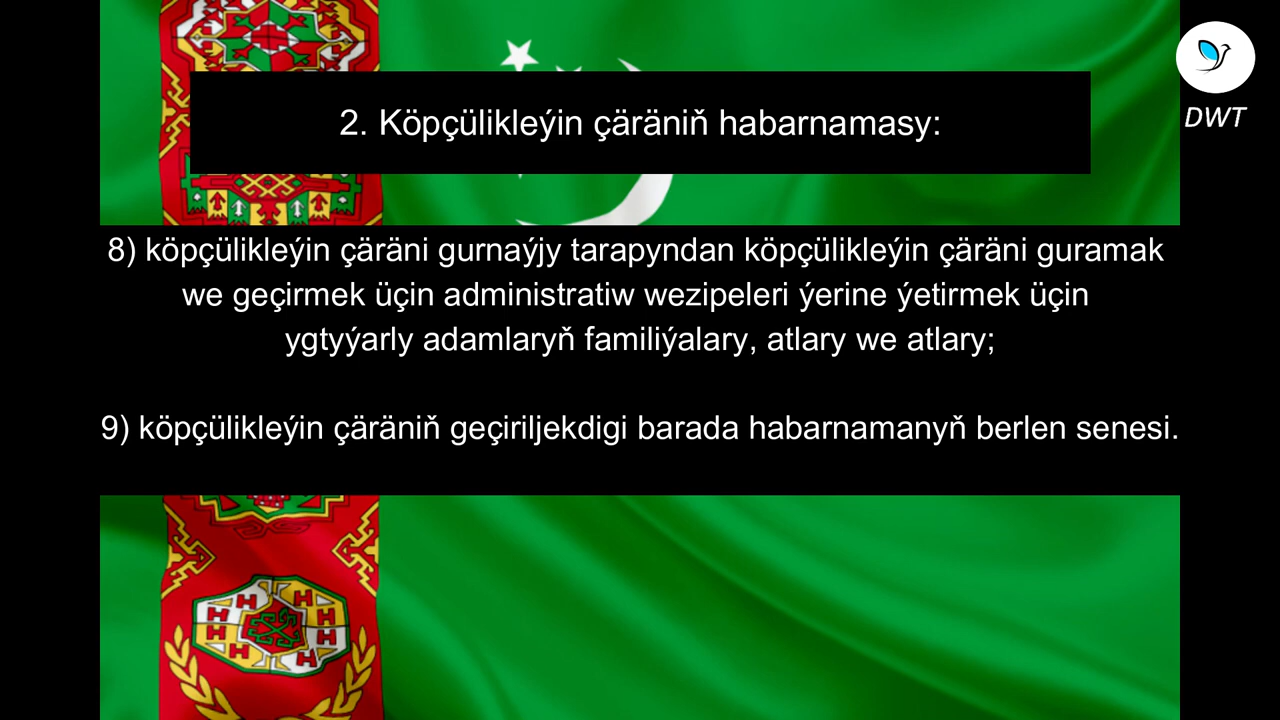 2. Köpçülikleýin çäräniň habarnamasy:
DWT
8) köpçülikleýin çäräni gurnaýjy tarapyndan köpçülikleýin çäräni guramak
we geçirmek üçin administratiw wezipeleri ýerine ýetirmek üçin
ygtyýarly adamlaryň familiýalary, atlary we atlary;
9) köpçülikleýin çäräniň geçiriljekdigi barada habarnamanyň berlen senesi.